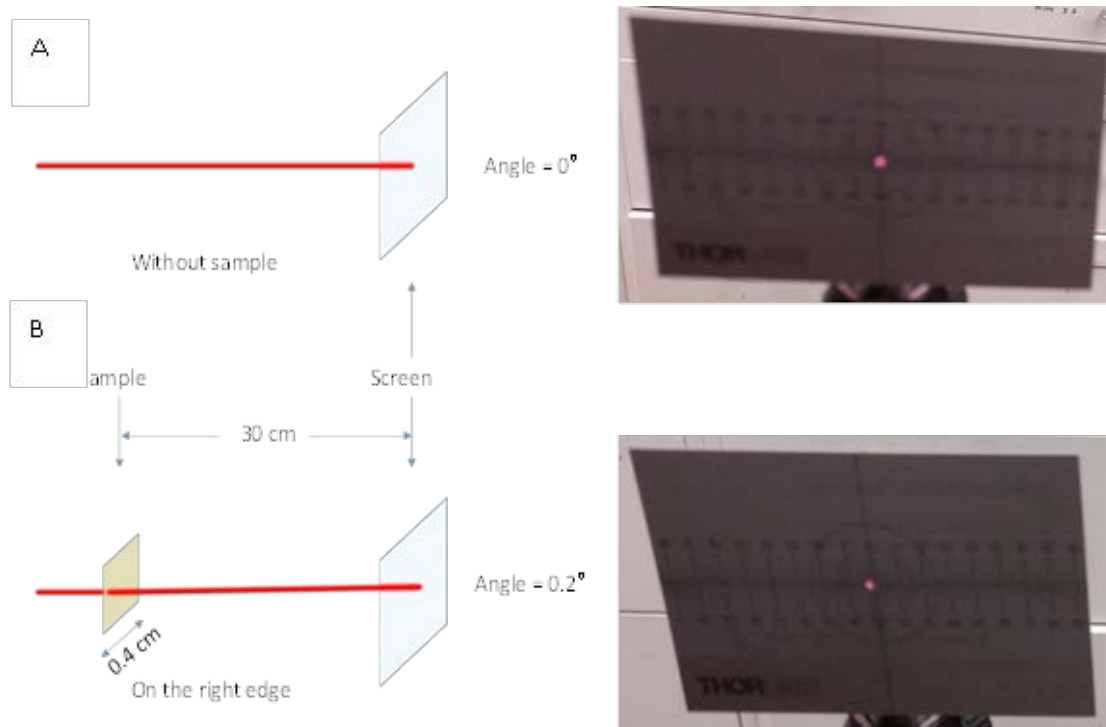 A
Angle = 0°
Without sample
THOR
B
ample
Screen
30 cm
Angle = 0.2°
0.4 cm
On the right edge
THOR